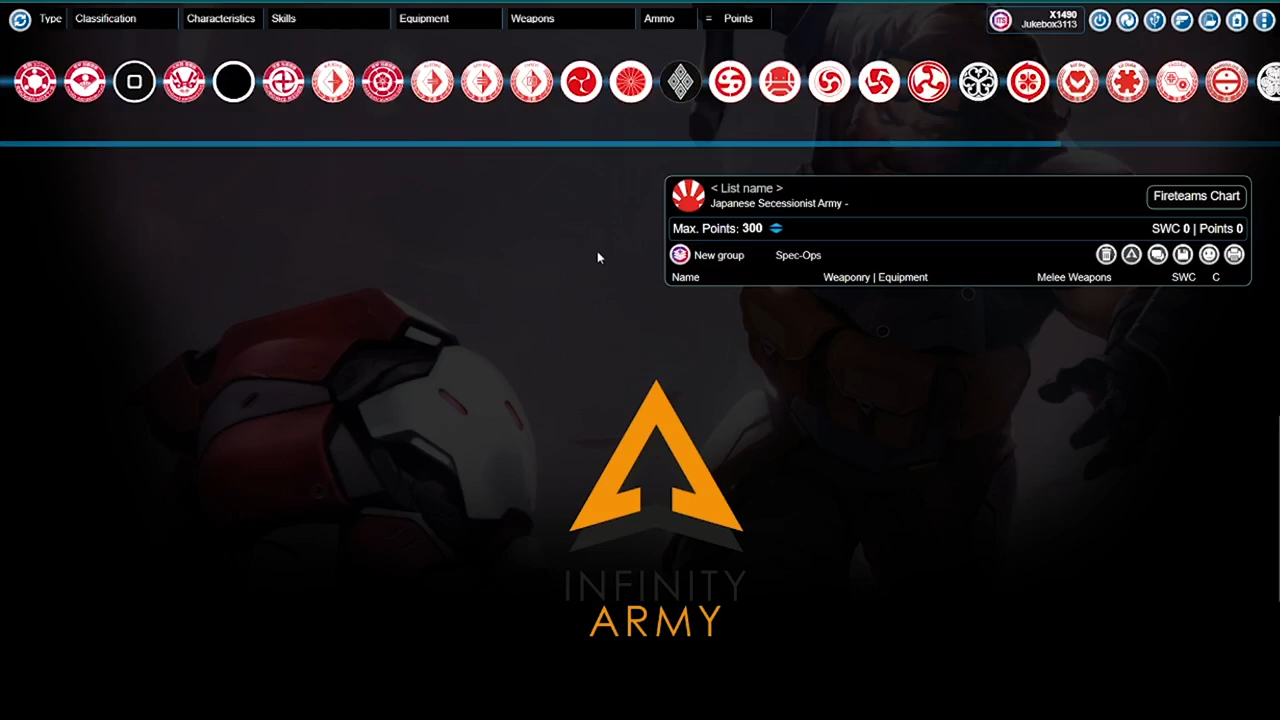 Type Classification Characteristics Skills Equipment Weapons Ammo = Points
X1490
Jukebox3113
< List name >
Japanese Secessionist Army -
Fireteams Chart
Max. Points: 300
SWC 0 | Points 0
New group Spec-Ops
Name Weaponry | Equipment Melee Weapons SWC C
INFINITY
ARMY